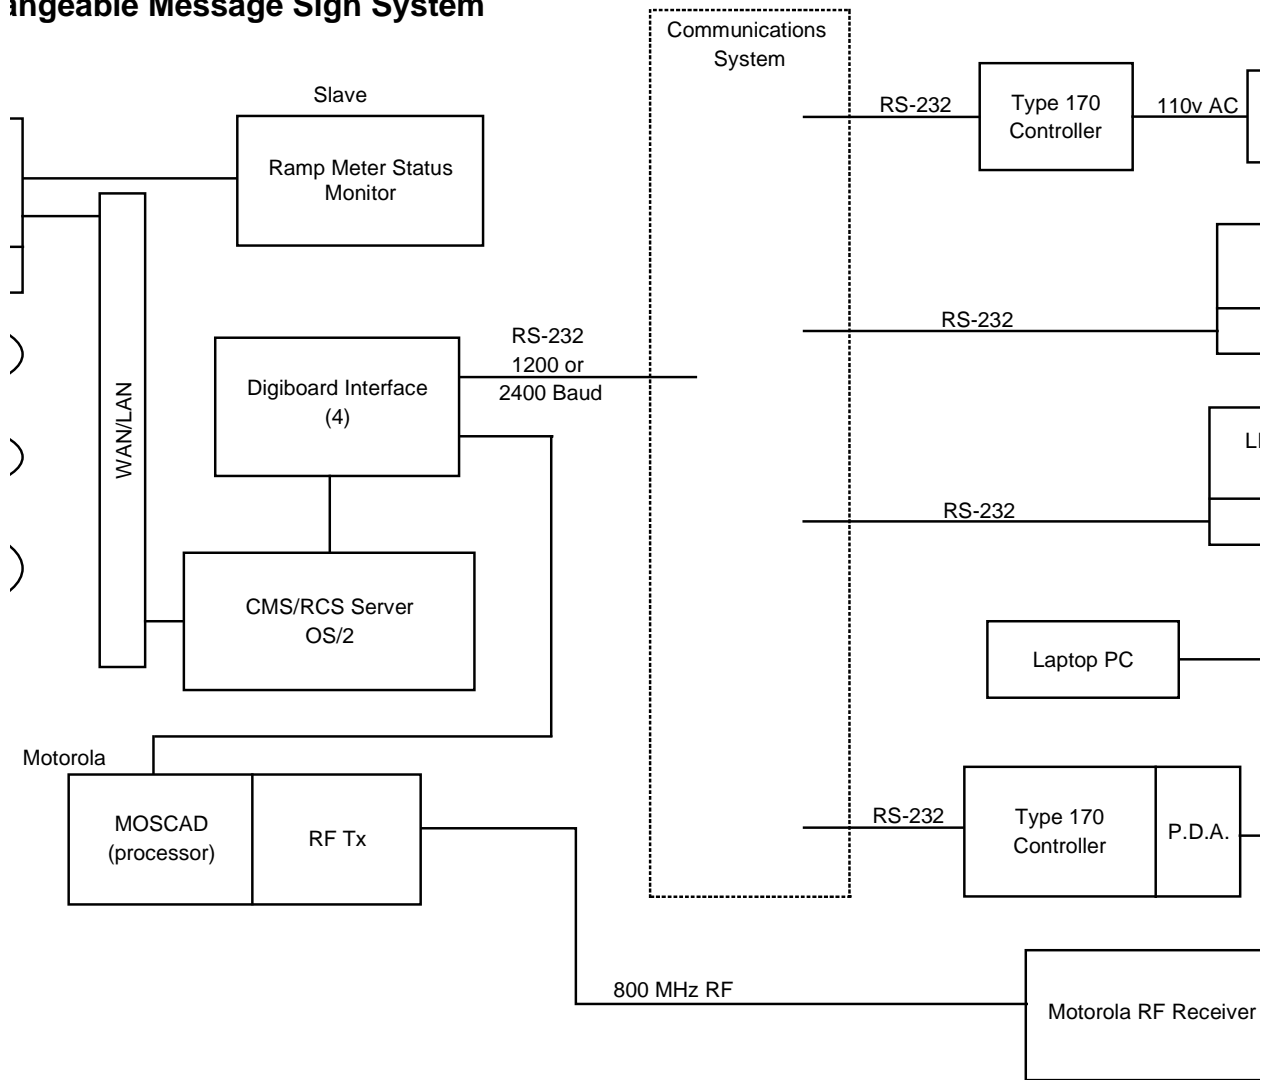 Message Sign System
Communications
System
Slave
RS-232
Type 170
Controller
110v AC
Ramp Meter Status
Monitor
RS-232
RS-232
1200 or
2400 Baud
Digiboard Interface
(4)
WAN/LAN
RS-232
CMS/RCS Server
OS/2
Laptop PC
Motorola
MOSCAD
(processor)
RF Tx
RS-232
Type 170
Controller
P.D.A.
800 MHz RF
Motorola RF Receiver